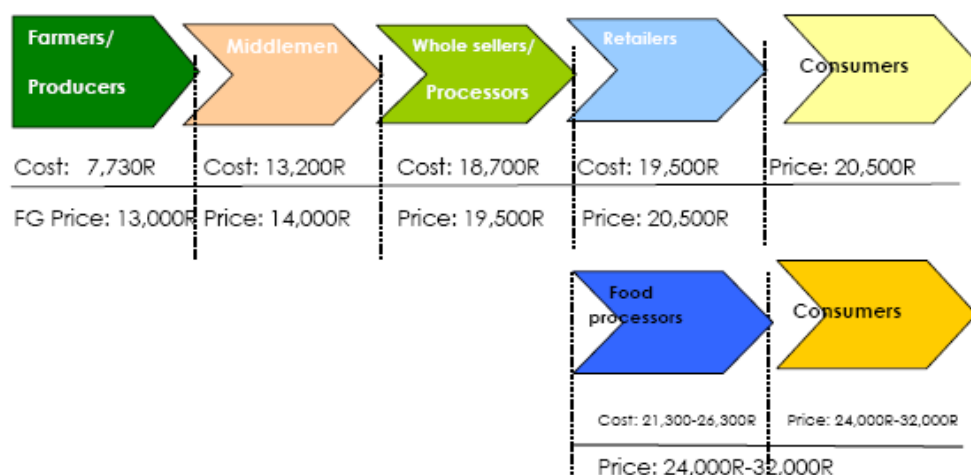 Farmers/
Producers
Middlemen
Whole sellers/
Processors
Retailers
Consumers
Cost: 7,730R
Cost: 13,200R
Cost: 18,700R
Cost: 19,500R
Price: 20,500R
FG Price: 13,000R
Price: 14,000R
Price: 19,500R
Price: 20,500R
Food
processors
Consumers
Cost: 21,300-26,300R
Price: 24,000R-32,000R
Price: 24,000R-32,000R